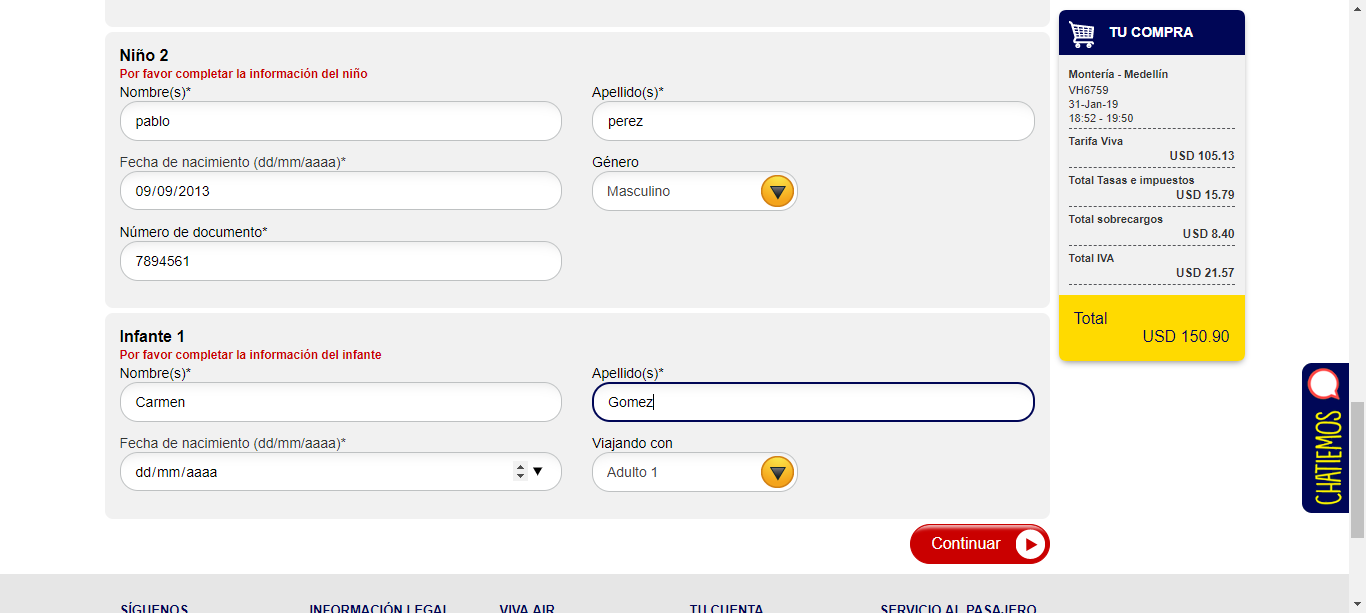 Niño 2
Por favor completar la información del niño
Nombre(s)*
Apellido(s)*
pablo
perez
Fecha de nacimiento (dd/mm/aaaa)*
Género
09/09/2013
Masculino
Número de documento*
7894561
Infante 1
Por favor completar la información del infante
Nombre(s)*
Apellido(s)*
Carmen
Gomez
Fecha de nacimiento (dd/mm/aaaa)*
Viajando con
dd/mm/aaaa
Adulto 1
Continuar
TU COMPRA
Montería - Medellín
VH6759
31-Jan-19
18:52 - 19:50
Tarifa Viva
USD 105.13
Total Tasas e impuestos
USD 15.79
Total sobrecargos
USD 8.40
Total IVA
USD 21.57
Total
USD 150.90
CHATIEMOS
SÍGUENOS
INFORMACIÓN LEGAL
VIVA AIR
TU CUENTA
SERVICIO AL PASAJERO